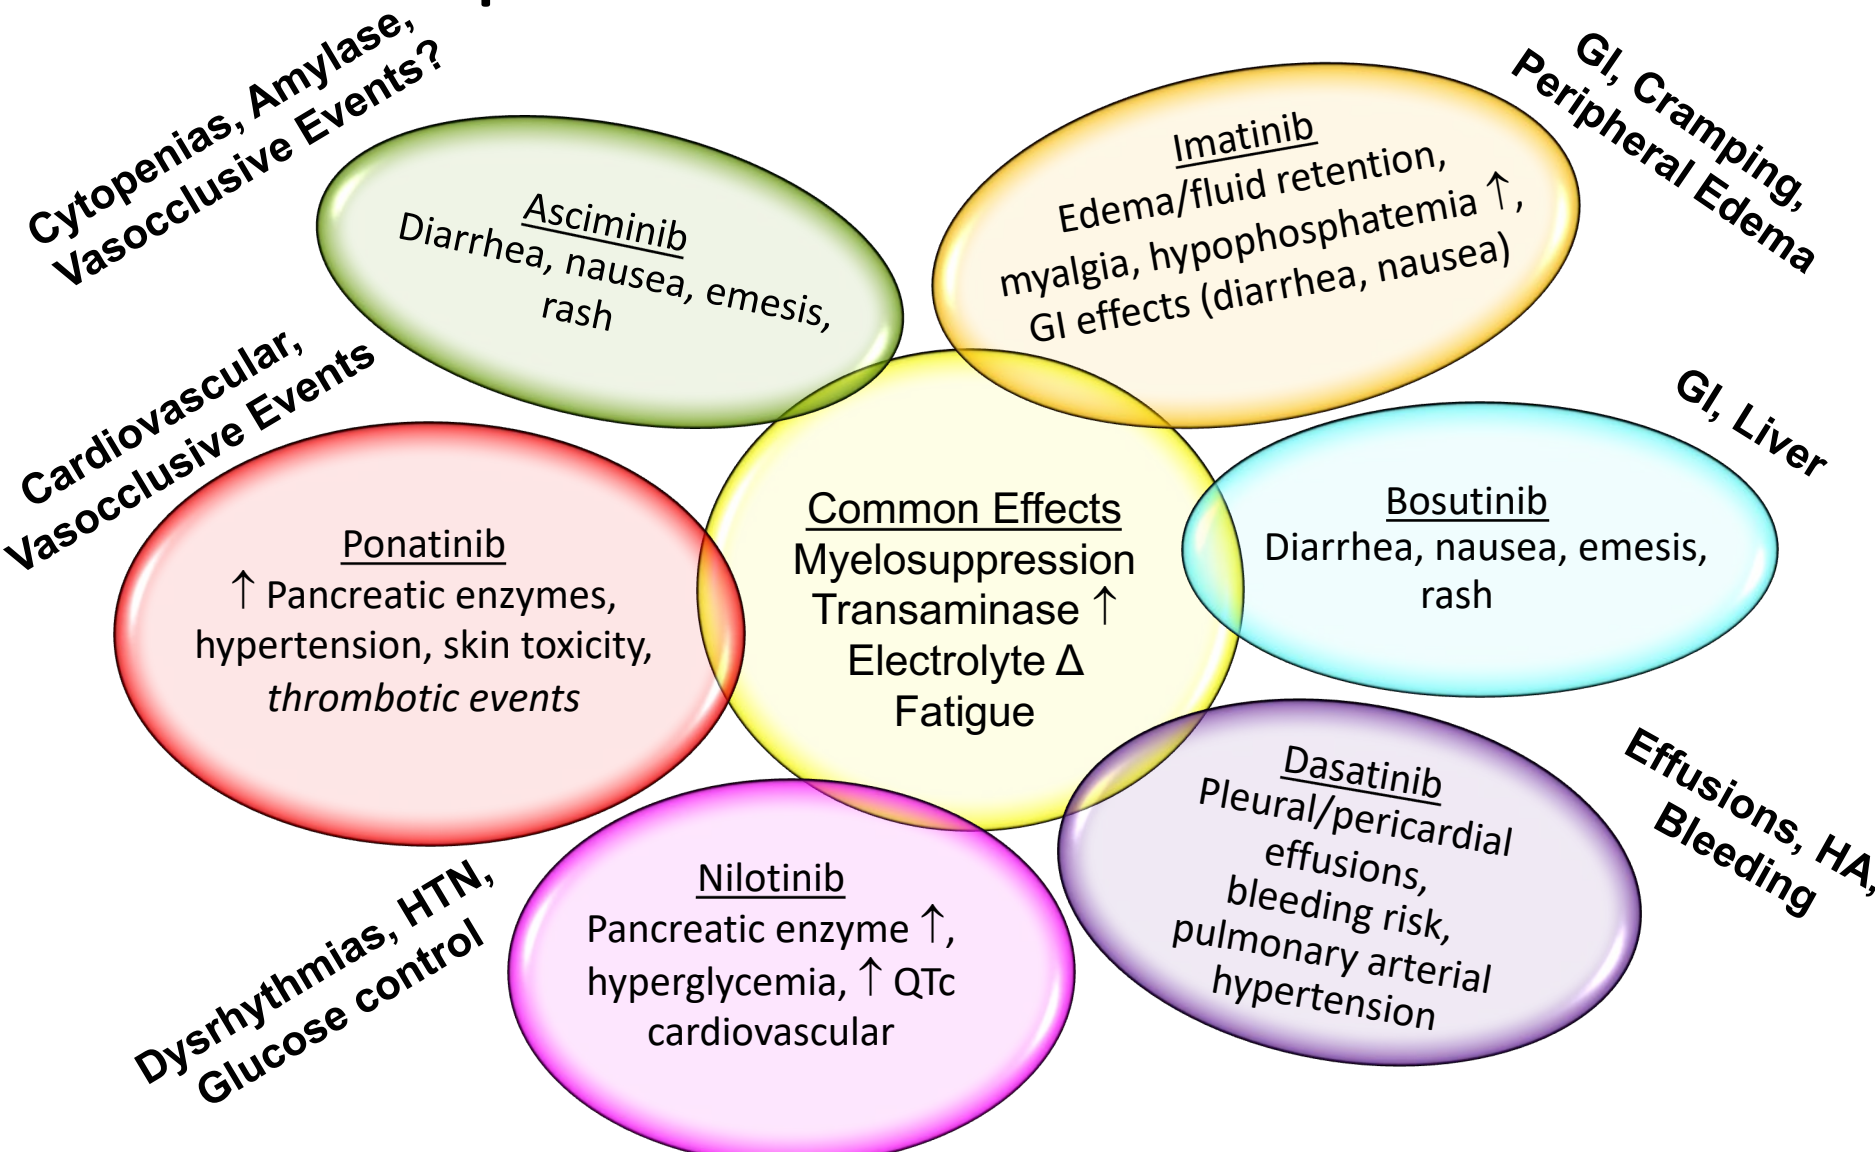 Cytopenias, Amylase,
Vasocclusive Events?
Asciminib
Diarrhea, nausea, emesis,
rash
Imatinib
Edema/fluid retention,
myalgia, hypophosphatemia ↑,
GI effects (diarrhea, nausea)
GI, Cramping,
Peripheral Edema
Cardiovascular,
Vasocclusive Events
Ponatinib
↑ Pancreatic enzymes,
hypertension, skin toxicity,
thrombotic events
Common Effects
Myelosuppression
Transaminase ↑
Electrolyte Δ
Fatigue
Bosutinib
Diarrhea, nausea, emesis,
rash
GI, Liver
Dysrhythmias, HTN,
Glucose control
Nilotinib
Pancreatic enzyme ↑,
hyperglycemia, ↑ QTc
cardiovascular
Dasatinib
Pleural/pericardial
effusions,
bleeding risk,
pulmonary arterial
hypertension
Effusions, HA,
Bleeding